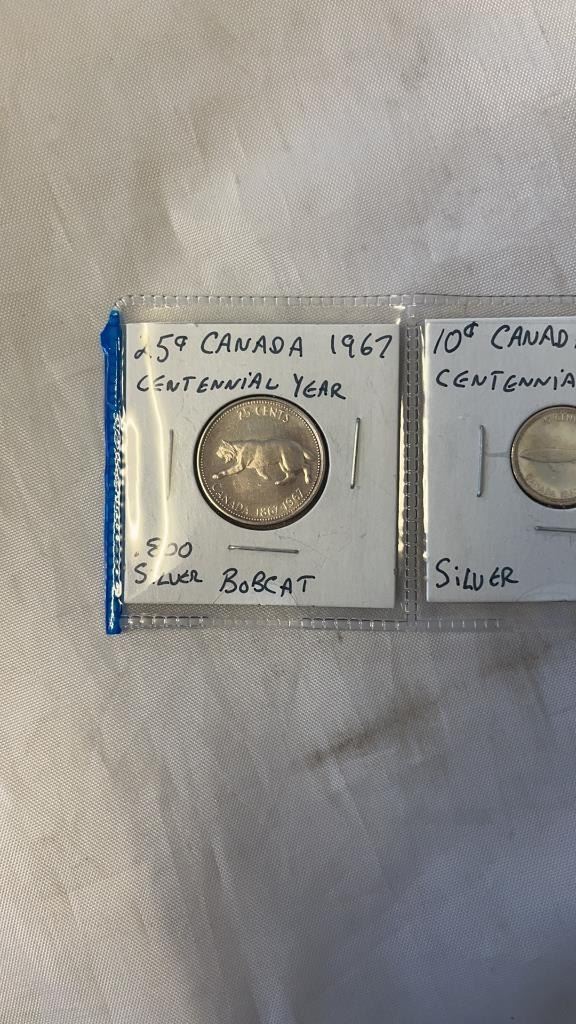 25¢ CANADA 1967
CENTENNIAL YEAR
25 CENTS
CANADA 1867-1967
.800
SILVER BOBCAT
10¢ CANAD
CENTENNIA
SILVER